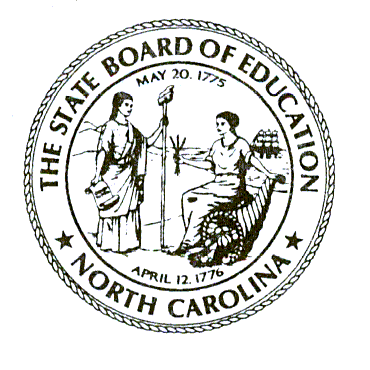 THE STATE BOARD OF EDUCATION
MAY 20. 1775
APRIL 12. 1776
NORTH CAROLINA